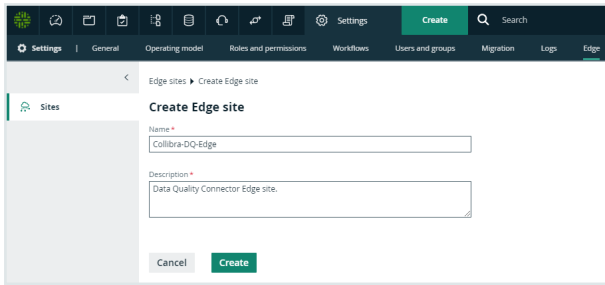 Settings Create Search
Settings | General Operating model Roles and permissions Workflows Users and groups Migration Logs Edge
<
Edge sites ▶ Create Edge site
Sites
Create Edge site
Name *
Collibra-DQ-Edge
Description *
Data Quality Connector Edge site.
Cancel Create